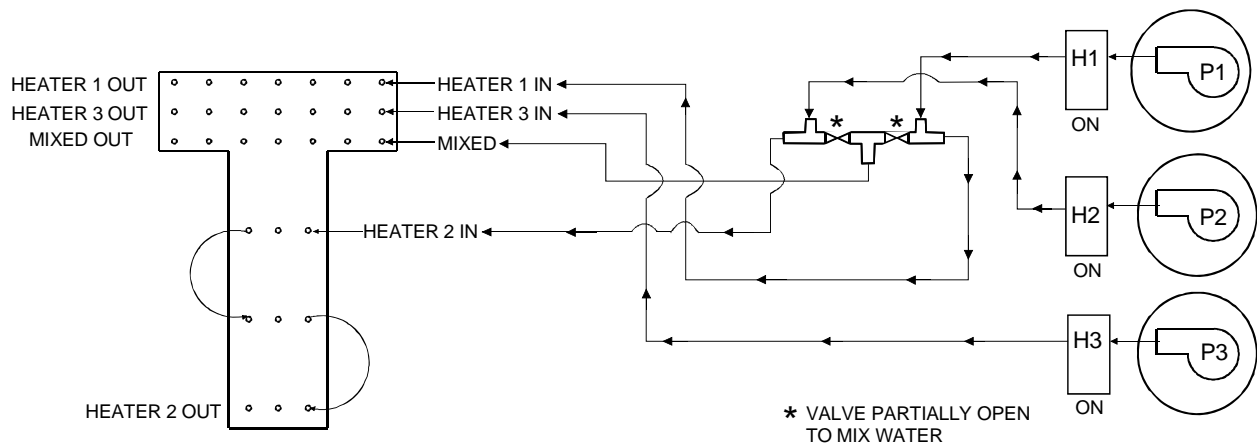 HEATER 1 OUT
HEATER 3 OUT
MIXED OUT
HEATER 1 IN
HEATER 3 IN
MIXED
HEATER 2 IN
HEATER 2 OUT
* *
H1
ON
P1
H2
ON
P2
H3
ON
P3
* VALVE PARTIALLY OPEN
TO MIX WATER